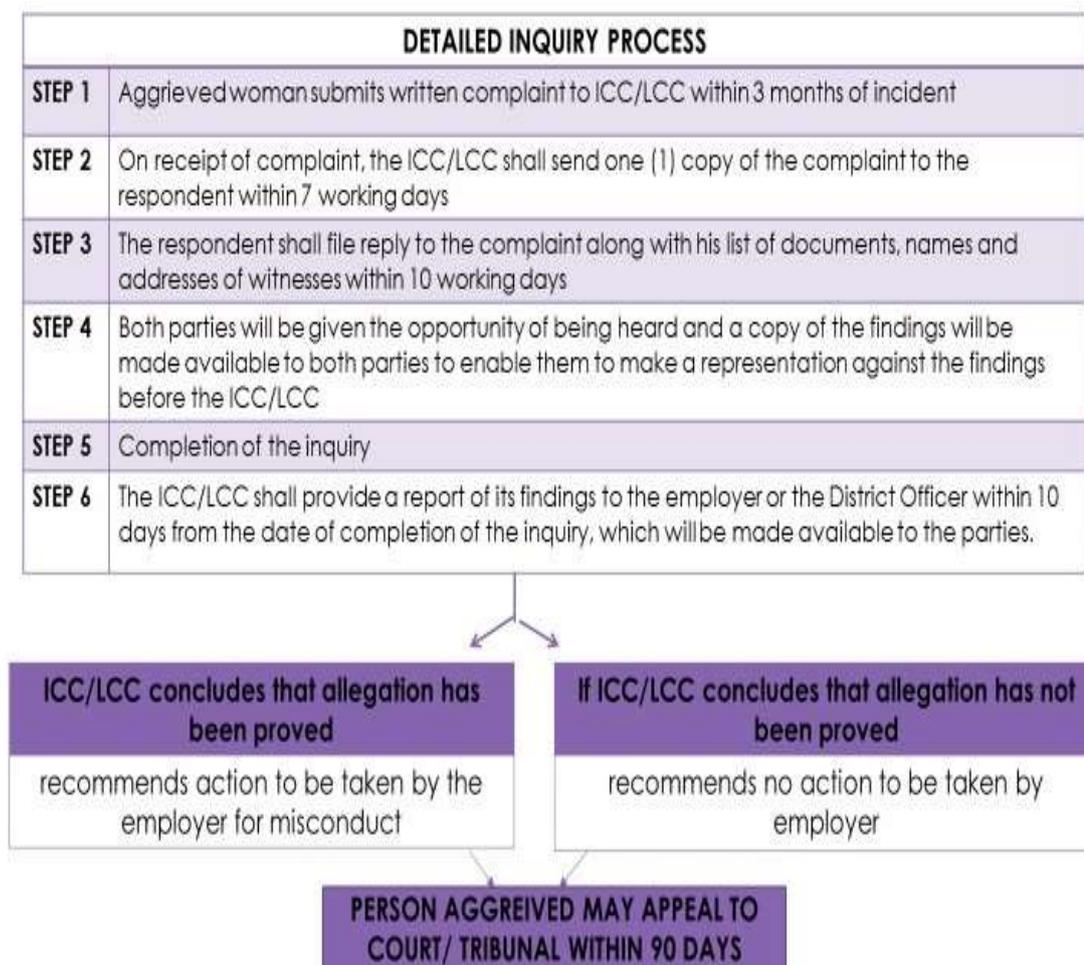 DETAILED INQUIRY PROCESS
STEP 1 Aggrieved woman submits written complaint to ICC/LCC within 3 months of incident
STEP 2 On receipt of complaint, the ICC/LCC shall send one (1) copy of the complaint to the
respondent within 7 working days
STEP 3 The respondent shall file reply to the complaint along with his list of documents, names and
addresses of witnesses within 10 working days
STEP 4 Both parties will be given the opportunity of being heard and a copy of the findings will be
made available to both parties to enable them to make a representation against the findings
before the ICC/LCC
STEP 5 Completion of the inquiry
STEP 6 The ICC/LCC shall provide a report of its findings to the employer or the District Officer within 10
days from the date of completion of the inquiry, which will be made available to the parties.
ICC/LCC concludes that allegation has
been proved
recommends action to be taken by the
employer for misconduct
If ICC/LCC concludes that allegation has not
been proved
recommends no action to be taken by
employer
PERSON AGGREIVED MAY APPEAL TO
COURT/ TRIBUNAL WITHIN 90 DAYS